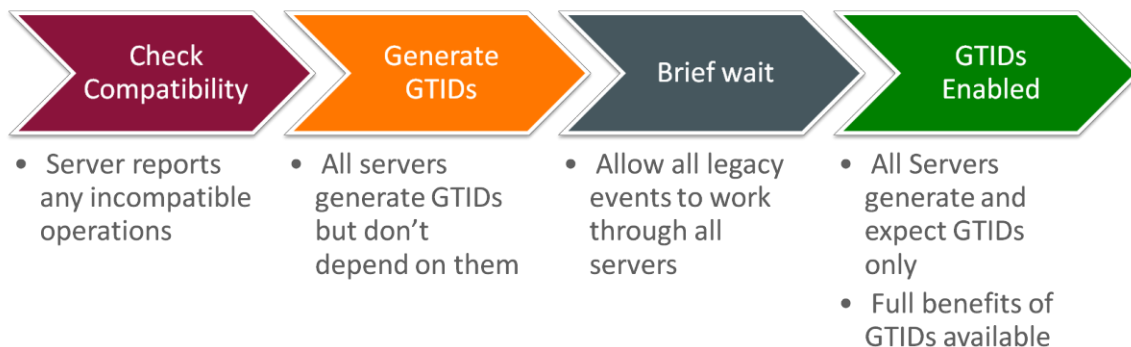 Check
Compatibility
Generate
GTIDs
Brief wait
GTIDs
Enabled
• Server reports
any incompatible
operations
• All servers
generate GTIDs
but don’t
depend on them
• Allow all legacy
events to work
through all
servers
• All Servers
generate and
expect GTIDs
only
• Full benefits of
GTIDs available